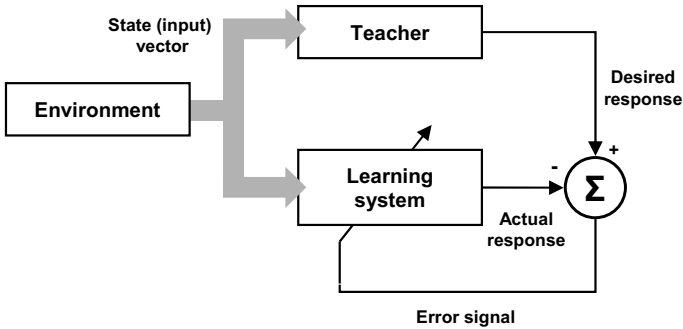 State (input)
vector
Teacher
Environment
Desired
response
+
-
Σ
Learning
system
Actual
response
Error signal